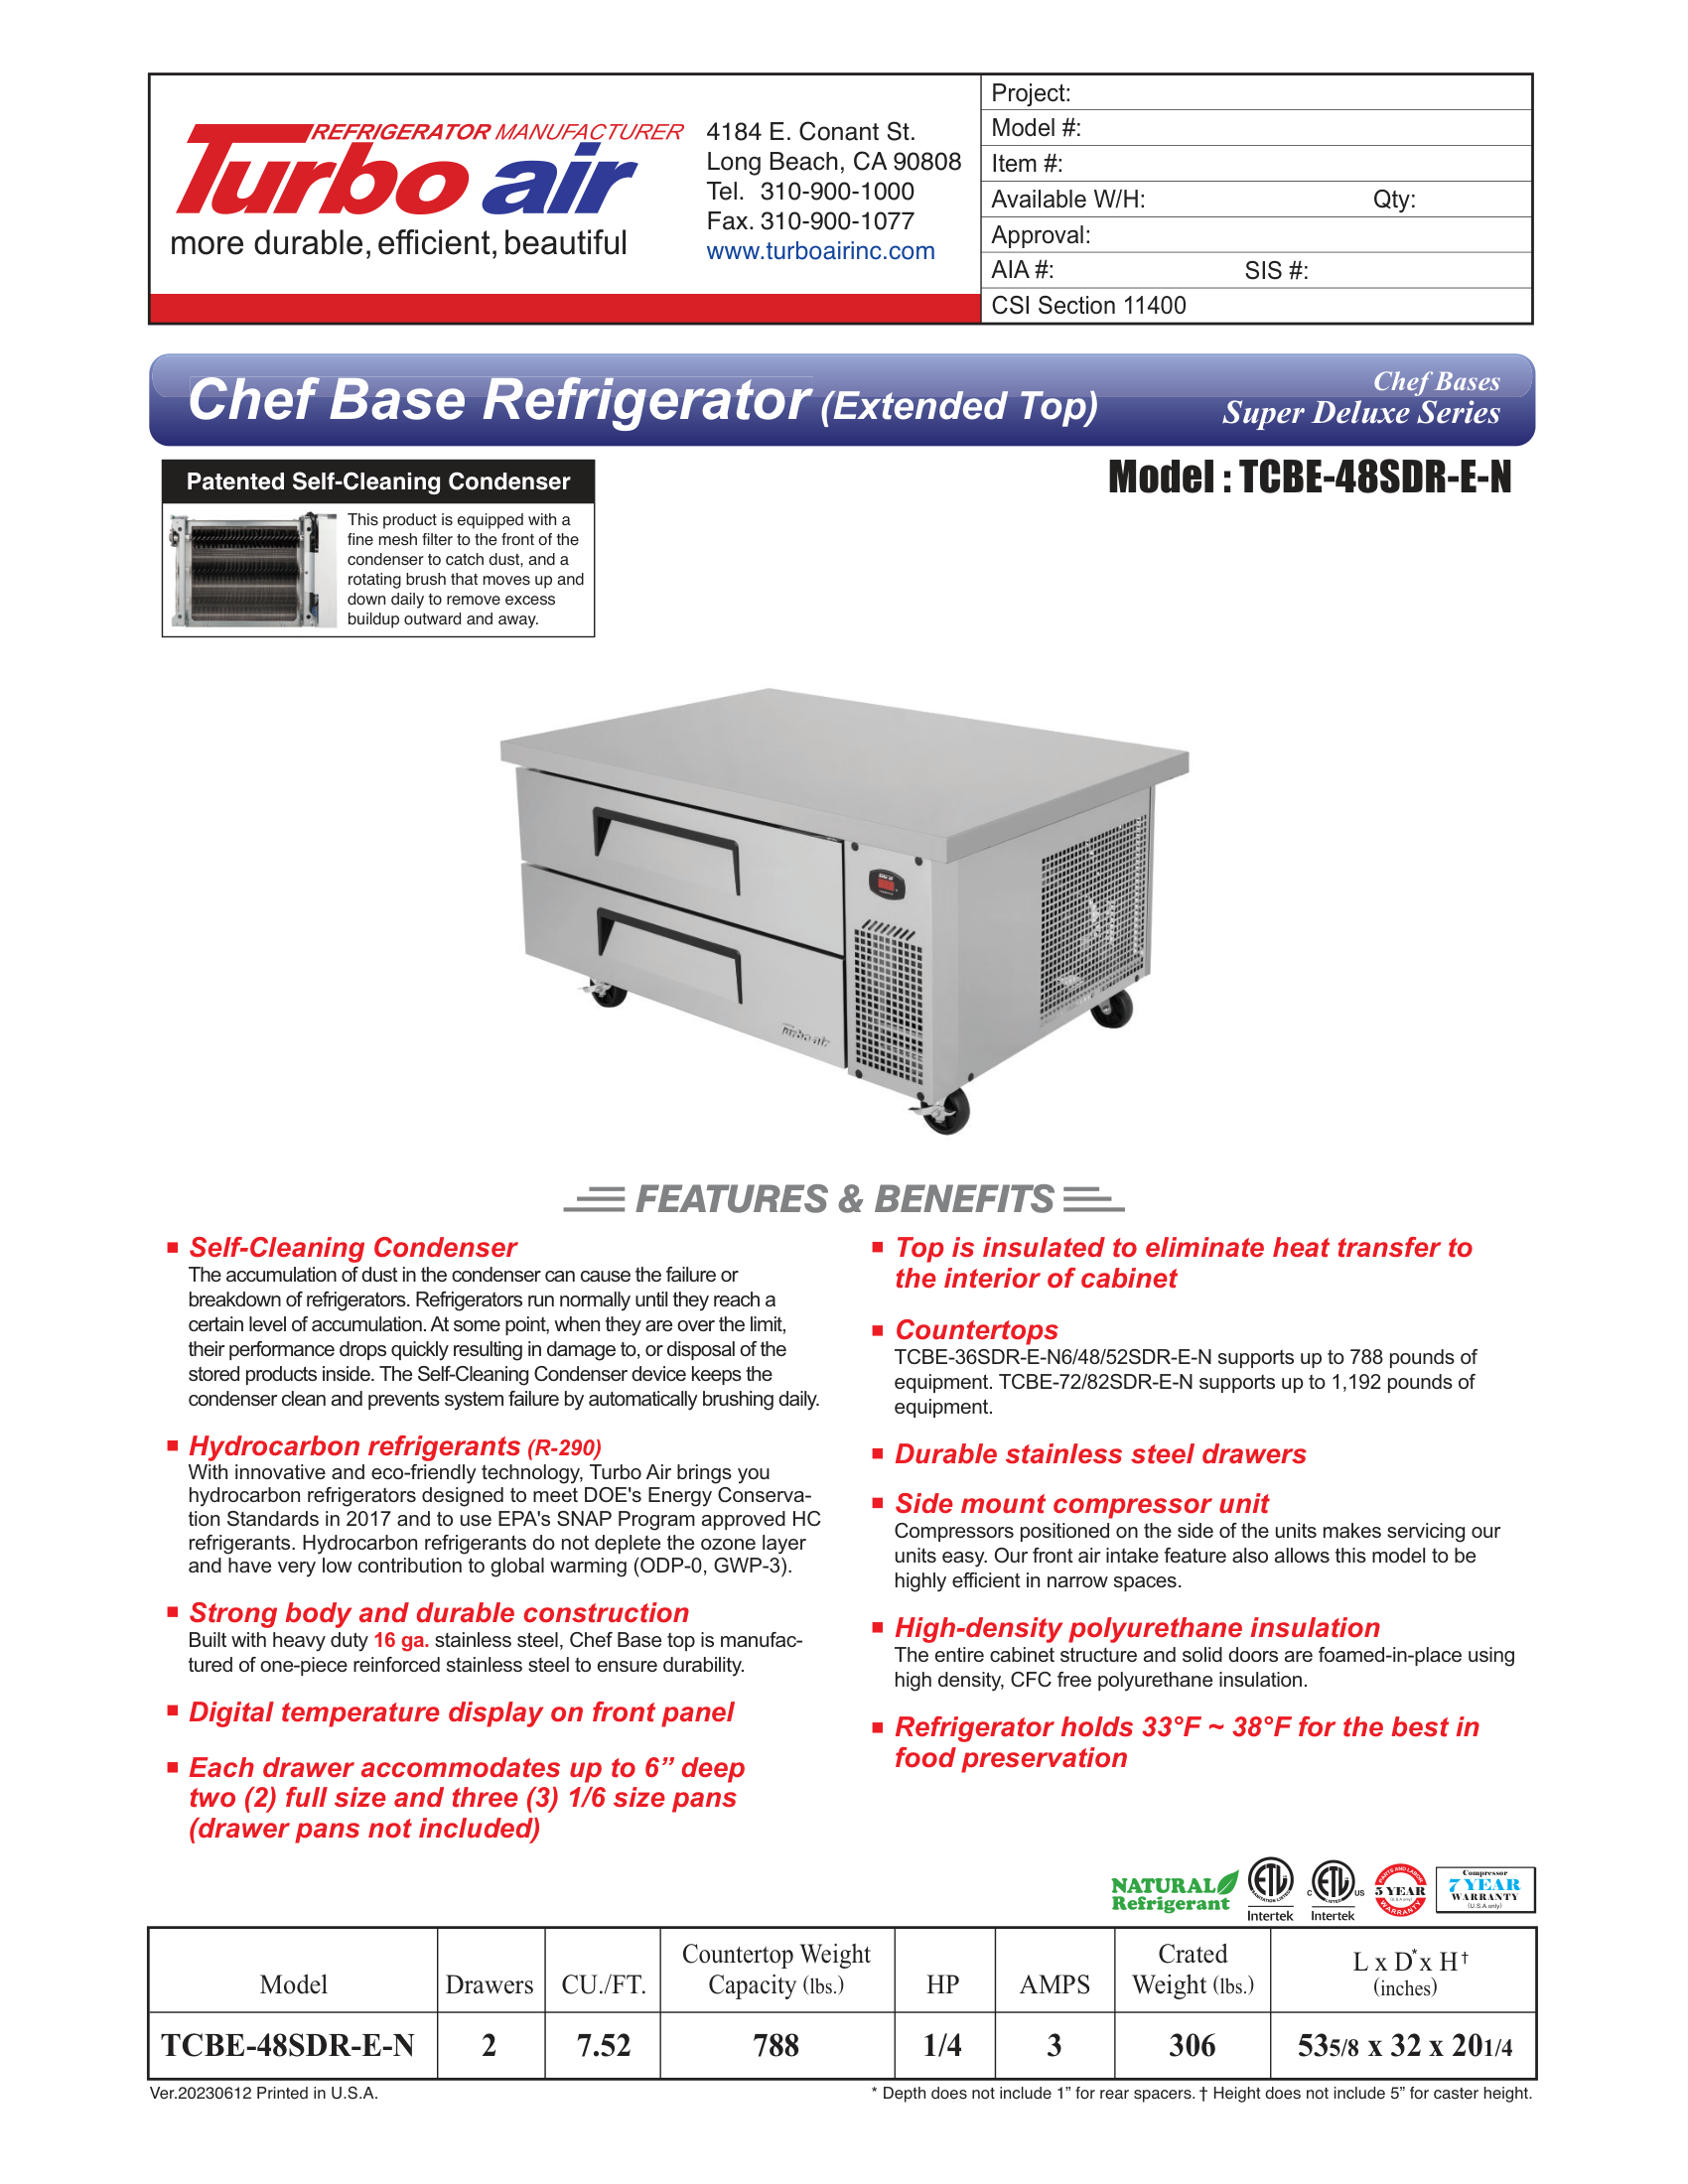 REFRIGERATOR MANUFACTURER
Turbo air
more durable, efficient, beautiful
4184 E. Conant St.
Long Beach, CA 90808
Tel. 310-900-1000
Fax. 310-900-1077
www.turboairinc.com
Project:
Model #:
Item #:
Available W/H: Qty:
Approval:
AIA #: SIS #:
CSI Section 11400
Chef Base Refrigerator (Extended Top)
Chef Bases
Super Deluxe Series
Patented Self-Cleaning Condenser
This product is equipped with a
fine mesh filter to the front of the
condenser to catch dust, and a
rotating brush that moves up and
down daily to remove excess
buildup outward and away.
Model : TCBE-48SDR-E-N
Turbo air
FEATURES & BENEFITS
■ Self-Cleaning Condenser
The accumulation of dust in the condenser can cause the failure or
breakdown of refrigerators. Refrigerators run normally until they reach a
certain level of accumulation. At some point, when they are over the limit,
their performance drops quickly resulting in damage to, or disposal of the
stored products inside. The Self-Cleaning Condenser device keeps the
condenser clean and prevents system failure by automatically brushing daily.
■ Hydrocarbon refrigerants (R-290)
With innovative and eco-friendly technology, Turbo Air brings you
hydrocarbon refrigerators designed to meet DOE's Energy Conserva-
tion Standards in 2017 and to use EPA's SNAP Program approved HC
refrigerants. Hydrocarbon refrigerants do not deplete the ozone layer
and have very low contribution to global warming (ODP-0, GWP-3).
■ Strong body and durable construction
Built with heavy duty 16 ga. stainless steel, Chef Base top is manufac-
tured of one-piece reinforced stainless steel to ensure durability.
■ Digital temperature display on front panel
■ Each drawer accommodates up to 6” deep
two (2) full size and three (3) 1/6 size pans
(drawer pans not included)
■ Top is insulated to eliminate heat transfer to
the interior of cabinet
■ Countertops
TCBE-36SDR-E-N6/48/52SDR-E-N supports up to 788 pounds of
equipment. TCBE-72/82SDR-E-N supports up to 1,192 pounds of
equipment.
■ Durable stainless steel drawers
■ Side mount compressor unit
Compressors positioned on the side of the units makes servicing our
units easy. Our front air intake feature also allows this model to be
highly efficient in narrow spaces.
■ High-density polyurethane insulation
The entire cabinet structure and solid doors are foamed-in-place using
high density, CFC free polyurethane insulation.
■ Refrigerator holds 33°F ~ 38°F for the best in
food preservation
NATURAL
Refrigerant
ETL
SANITATION LISTED
Intertek
C ETL US
LISTED
Intertek
PARTS AND LABOR
5 YEAR
(U.S.A only)
WARRANTY
Compressor
7 YEAR
WARRANTY
(U.S.A only)
Model Drawers CU./FT. Countertop Weight Capacity (lbs.) HP AMPS Crated Weight (lbs.) L x D* x H† (inches)
TCBE-48SDR-E-N 2 7.52 788 1/4 3 306 53 5/8 x 32 x 20 1/4
Ver.20230612 Printed in U.S.A.
* Depth does not include 1” for rear spacers. † Height does not include 5” for caster height.